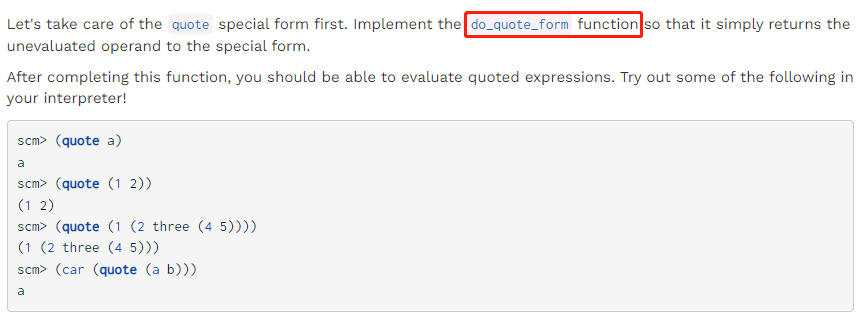 Let's take care of the quote special form first. Implement the do_quote_form function so that it simply returns the
unevaluated operand to the special form.
After completing this function, you should be able to evaluate quoted expressions. Try out some of the following in
your interpreter!
scm> (quote a)
a
scm> (quote (1 2))
(1 2)
scm> (quote (1 (2 three (4 5))))
(1 (2 three (4 5)))
scm> (car (quote (a b)))
a